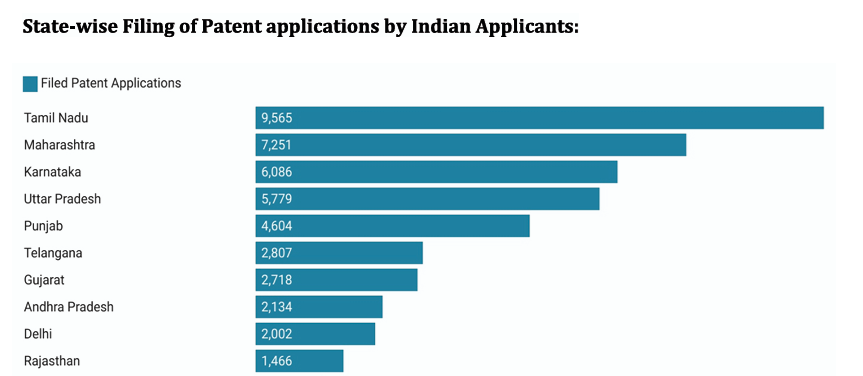 State-wise Filing of Patent applications by Indian Applicants:
Filed Patent Applications
Tamil Nadu 9,565
Maharashtra 7,251
Karnataka 6,086
Uttar Pradesh 5,779
Punjab 4,604
Telangana 2,807
Gujarat 2,718
Andhra Pradesh 2,134
Delhi 2,002
Rajasthan 1,466